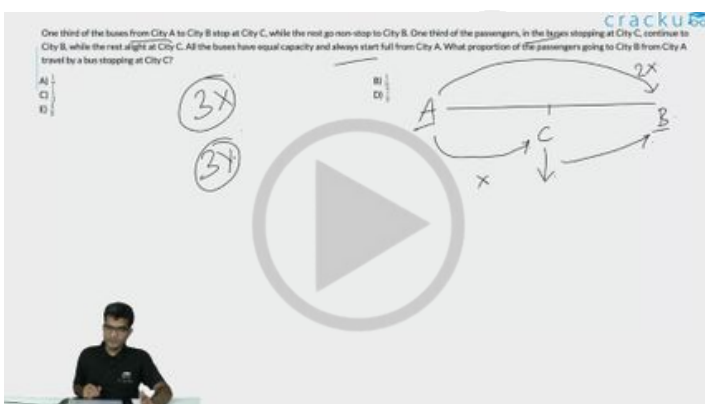 cracku
One third of the buses from City A to City B stop at City C, while the rest go non-stop to City B. One third of the passengers, in the buses stopping at City C, continue to
City B, while the rest alight at City C. All the buses have equal capacity and always start full from City A. What proportion of the passengers going to City B from City A
travel by a bus stopping at City C?
A)
B)
C)
D)
E)
3x
3x
2x
A
B
C
x